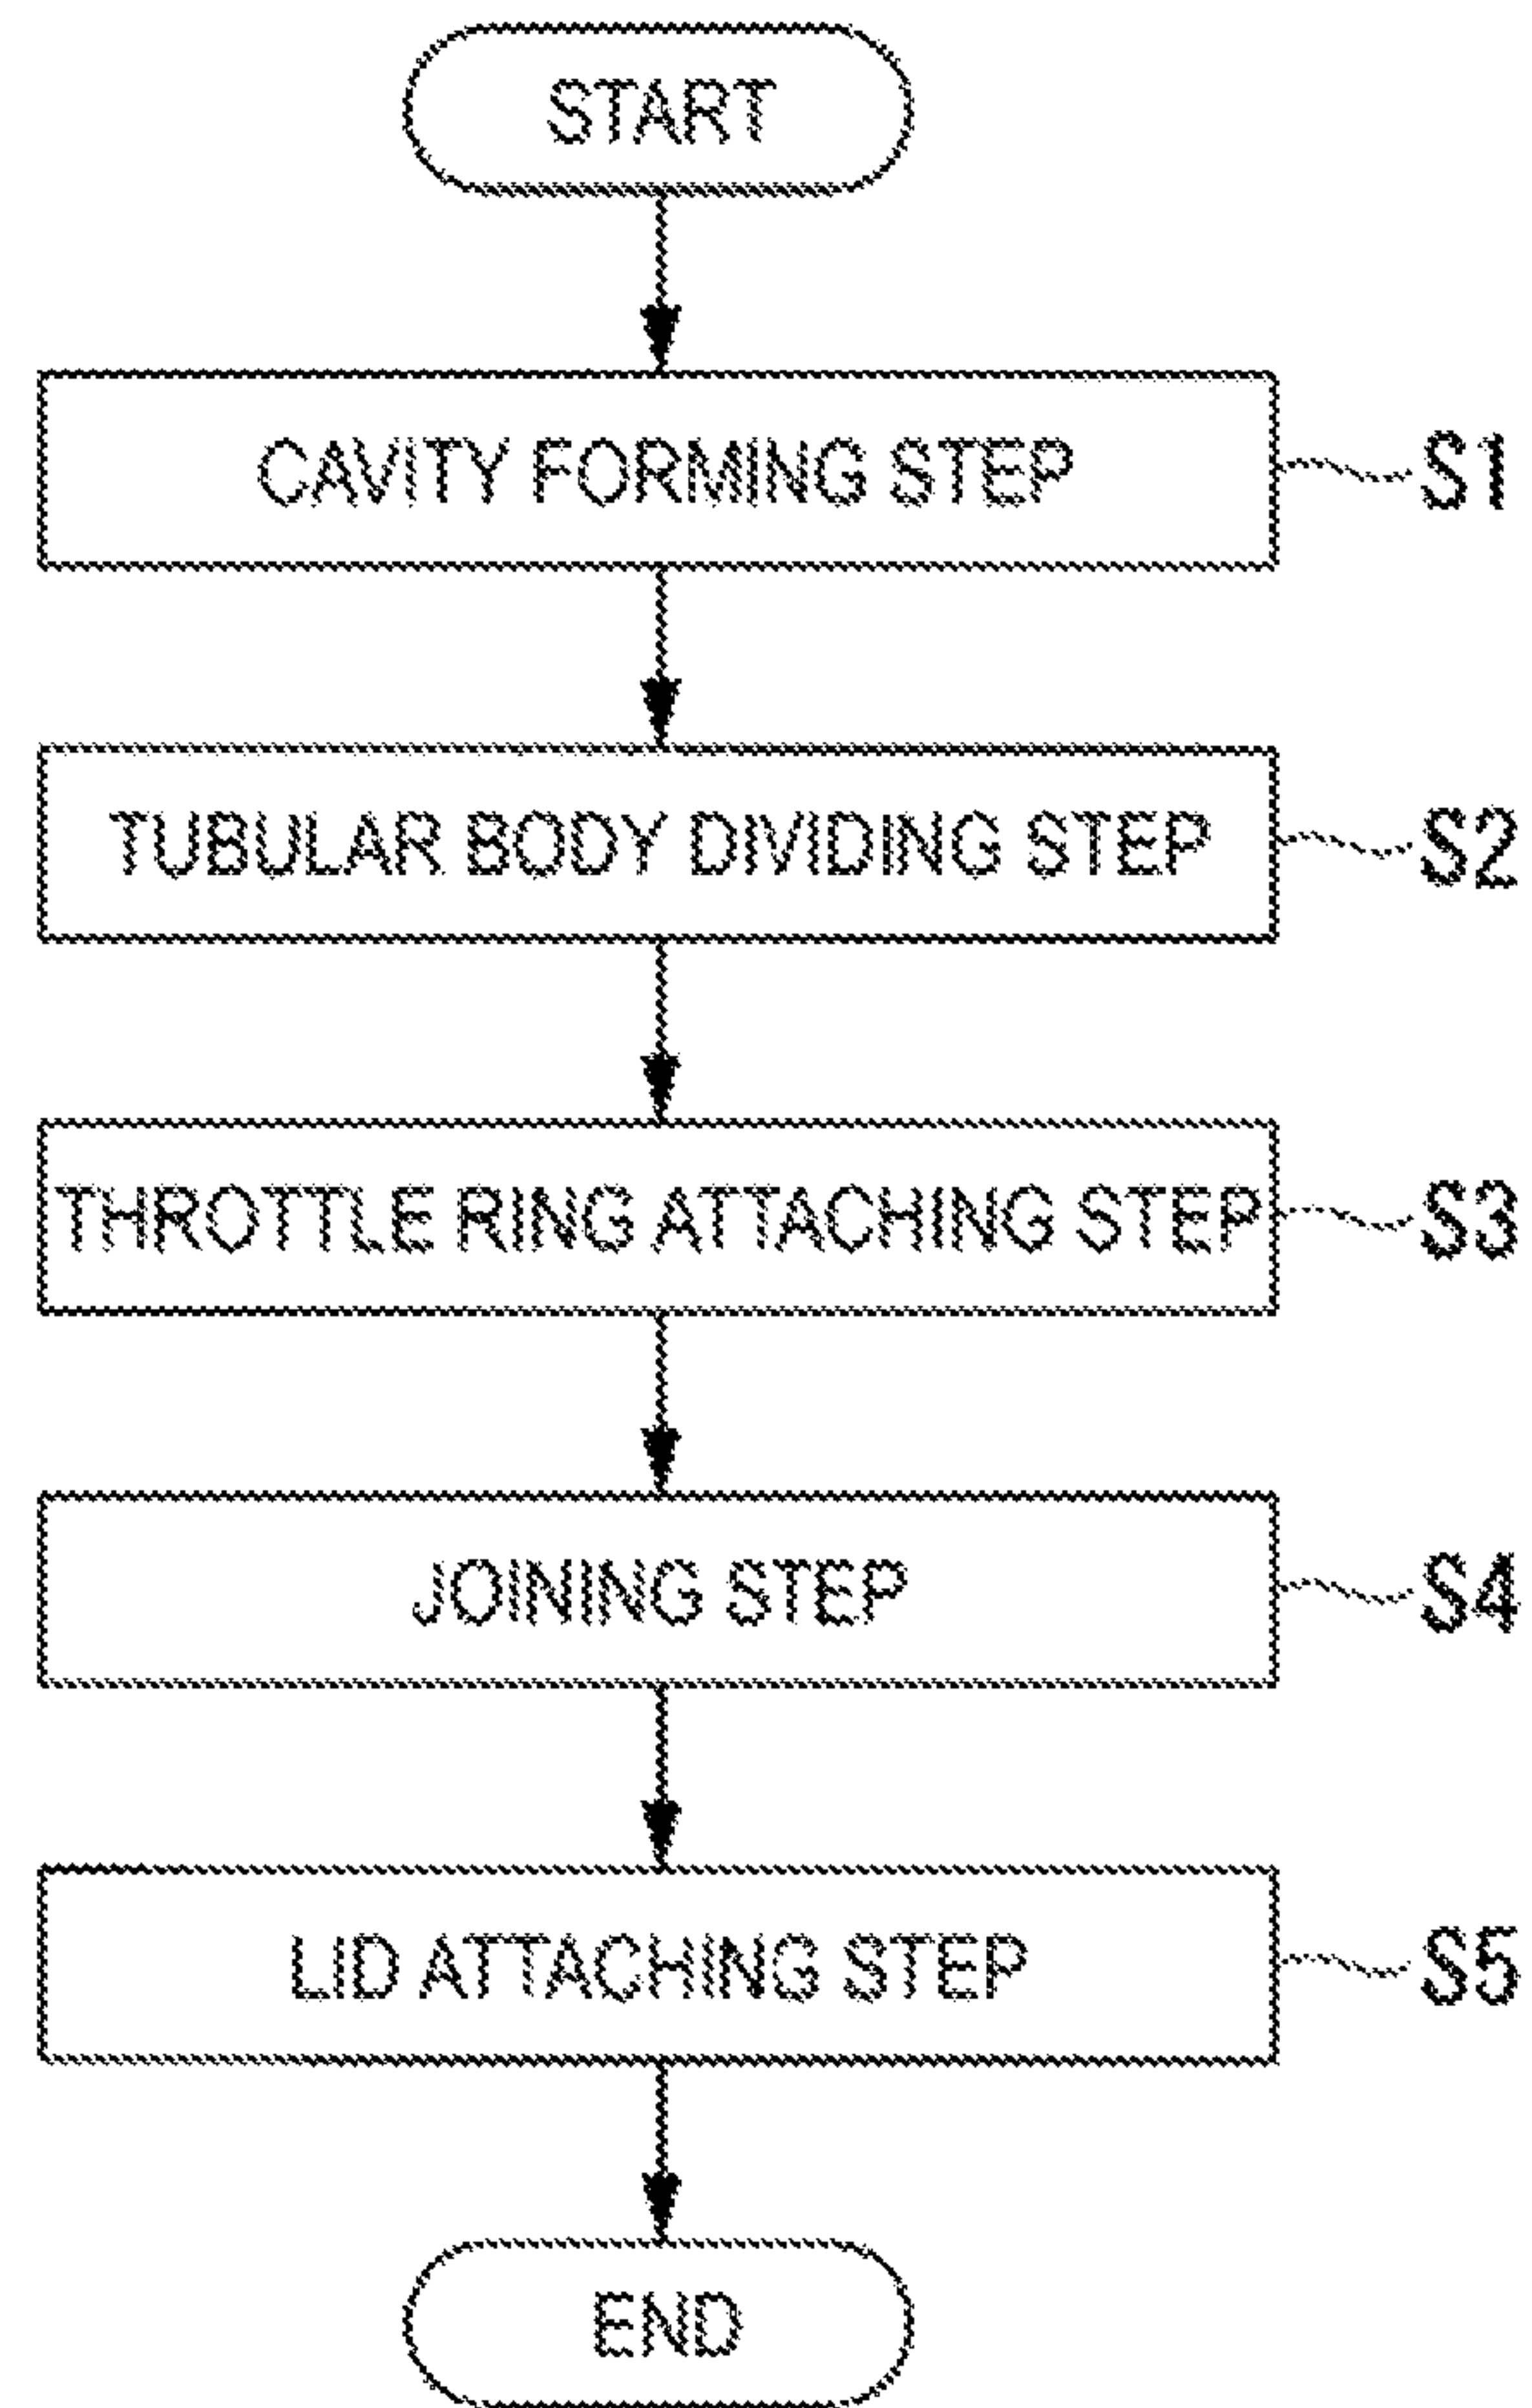 START
CAVITY FORMING STEP S1
TUBULAR BODY DIVIDING STEP S2
THROTTLE RING ATTACHING STEP S3
JOINING STEP S4
LID ATTACHING STEP S5
END